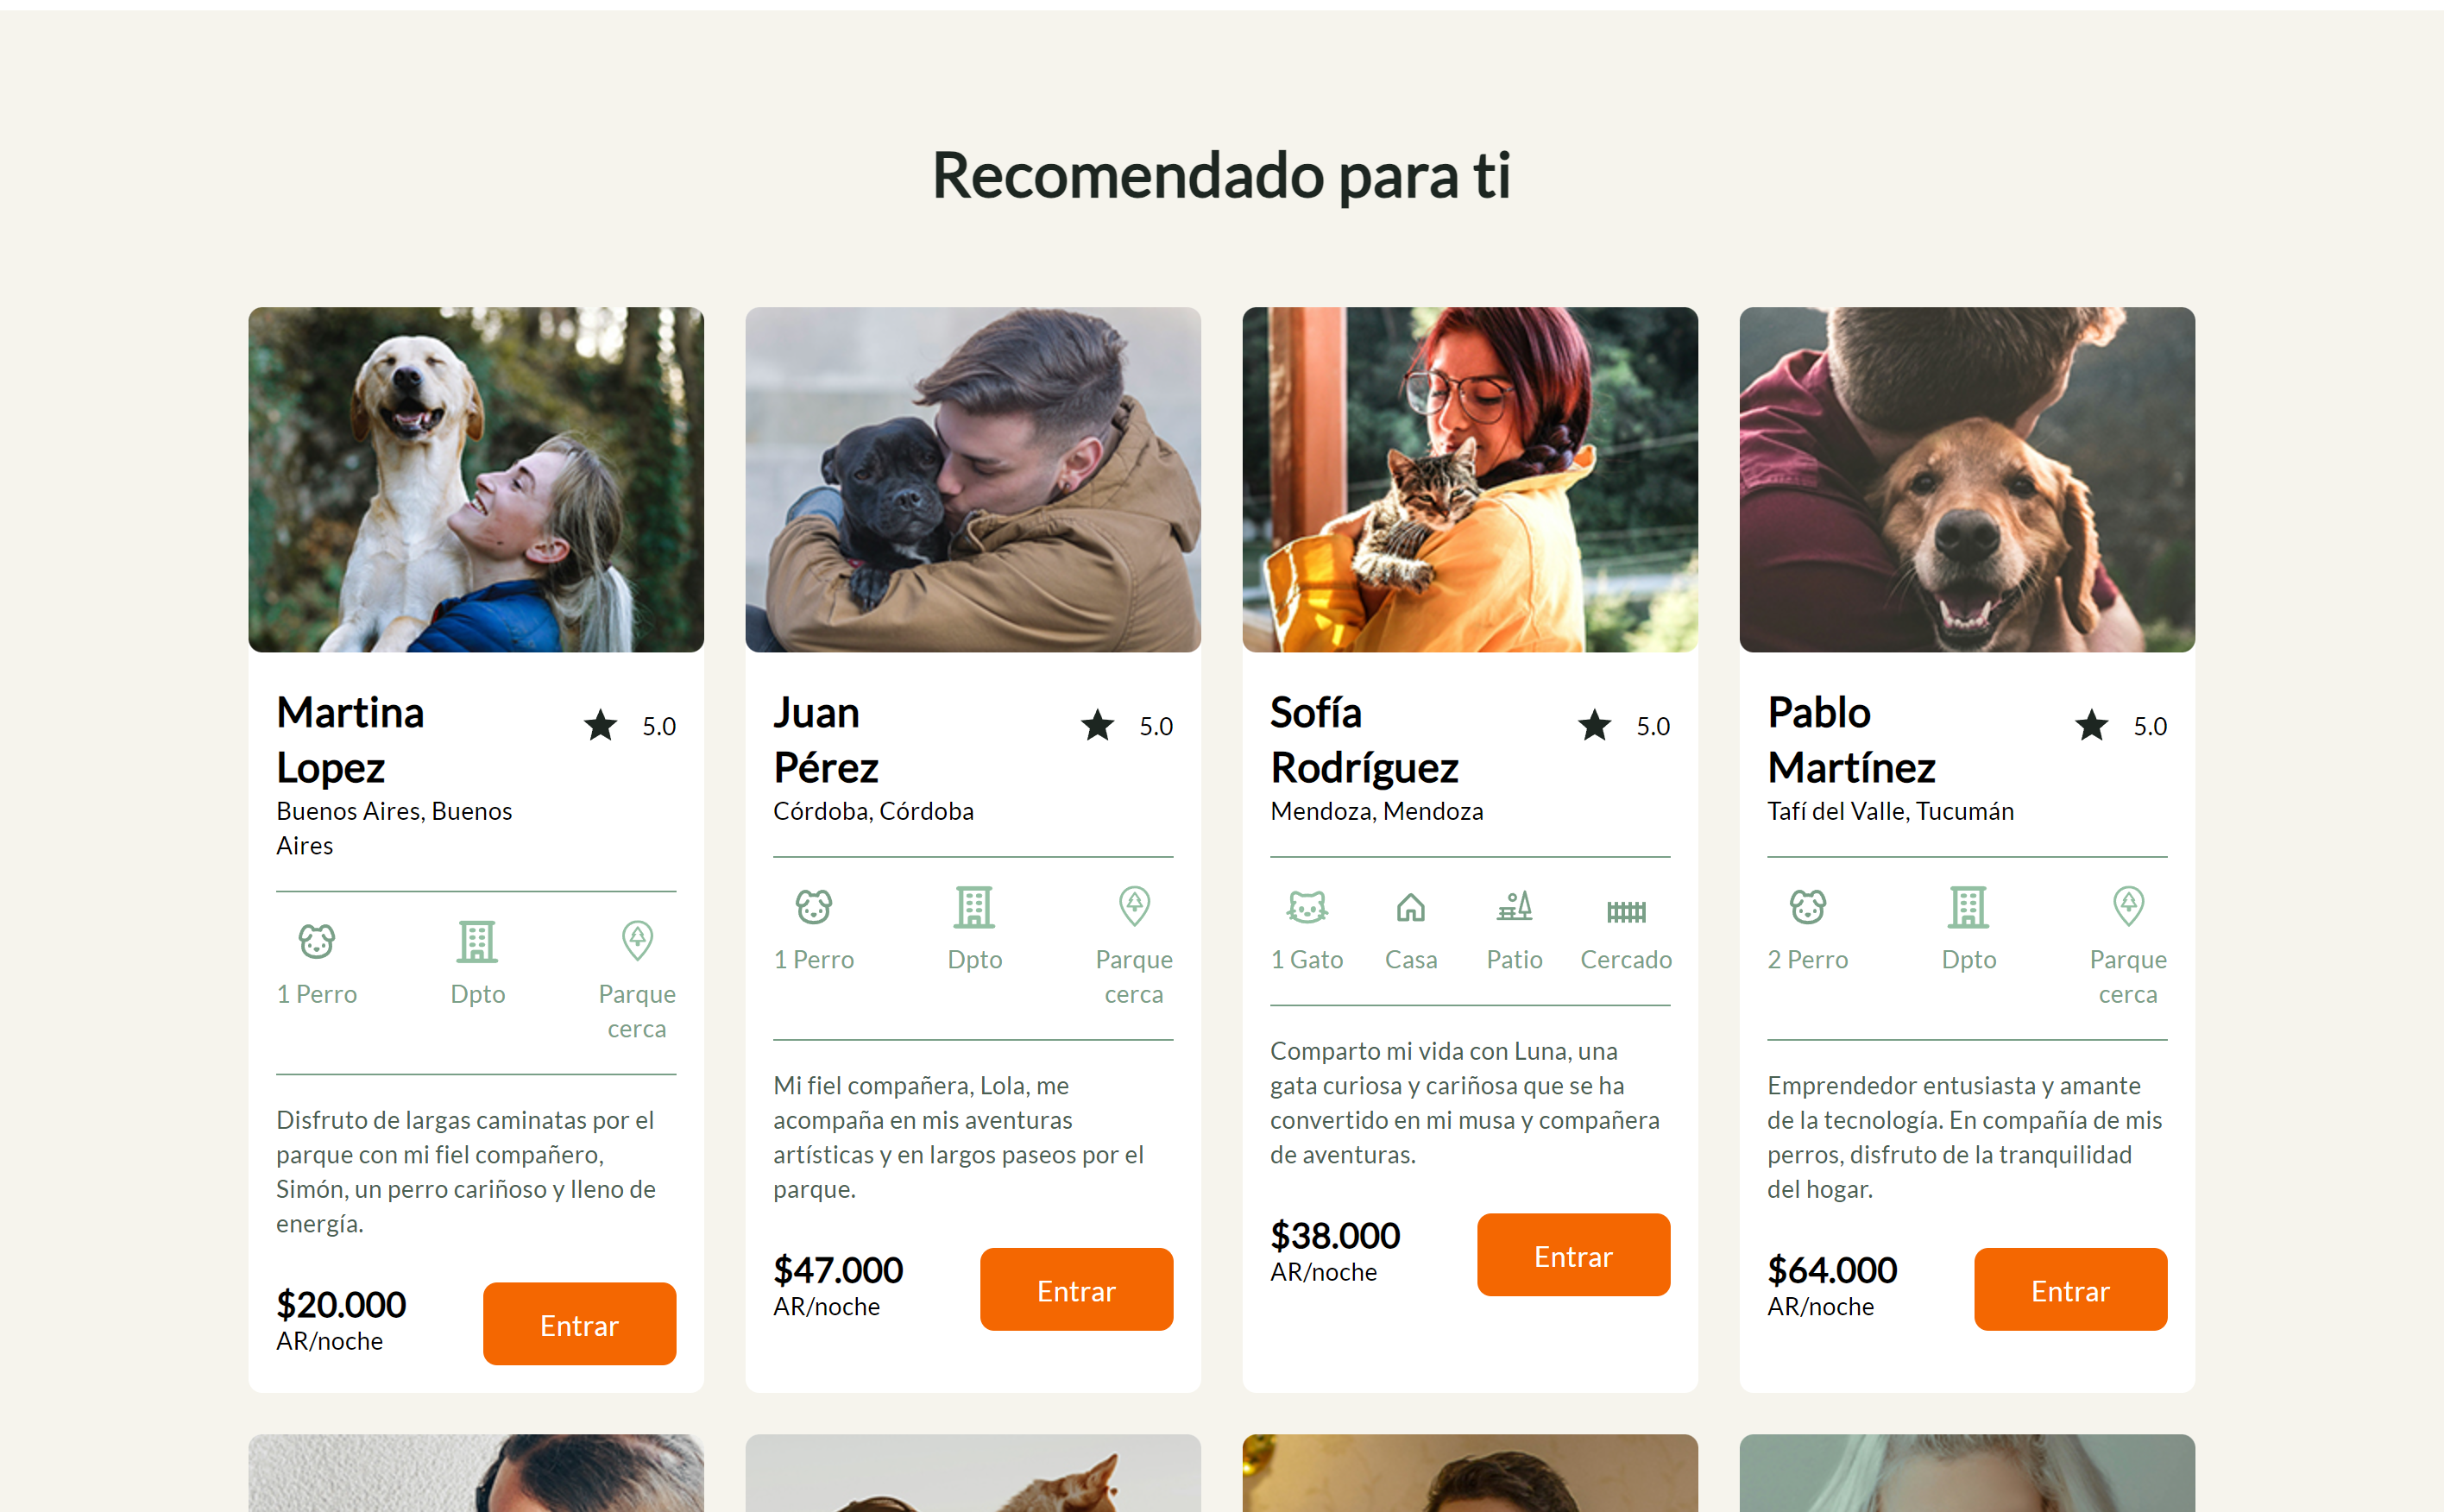 Recomendado para ti
Martina
Lopez
5.0
Buenos Aires, Buenos
Aires
1 Perro
Dpto
Parque
cerca
Disfruto de largas caminatas por el
parque con mi fiel compañero,
Simón, un perro cariñoso y lleno de
energía.
$20.000
AR/noche
Entrar
Juan
Pérez
5.0
Córdoba, Córdoba
1 Perro
Dpto
Parque
cerca
Mi fiel compañera, Lola, me
acompaña en mis aventuras
artísticas y en largos paseos por el
parque.
$47.000
AR/noche
Entrar
Sofía
Rodríguez
5.0
Mendoza, Mendoza
1 Gato
Casa
Patio
Cercado
Comparto mi vida con Luna, una
gata curiosa y cariñosa que se ha
convertido en mi musa y compañera
de aventuras.
$38.000
AR/noche
Entrar
Pablo
Martínez
5.0
Tafí del Valle, Tucumán
2 Perro
Dpto
Parque
cerca
Emprendedor entusiasta y amante
de la tecnología. En compañía de mis
perros, disfruto de la tranquilidad
del hogar.
$64.000
AR/noche
Entrar